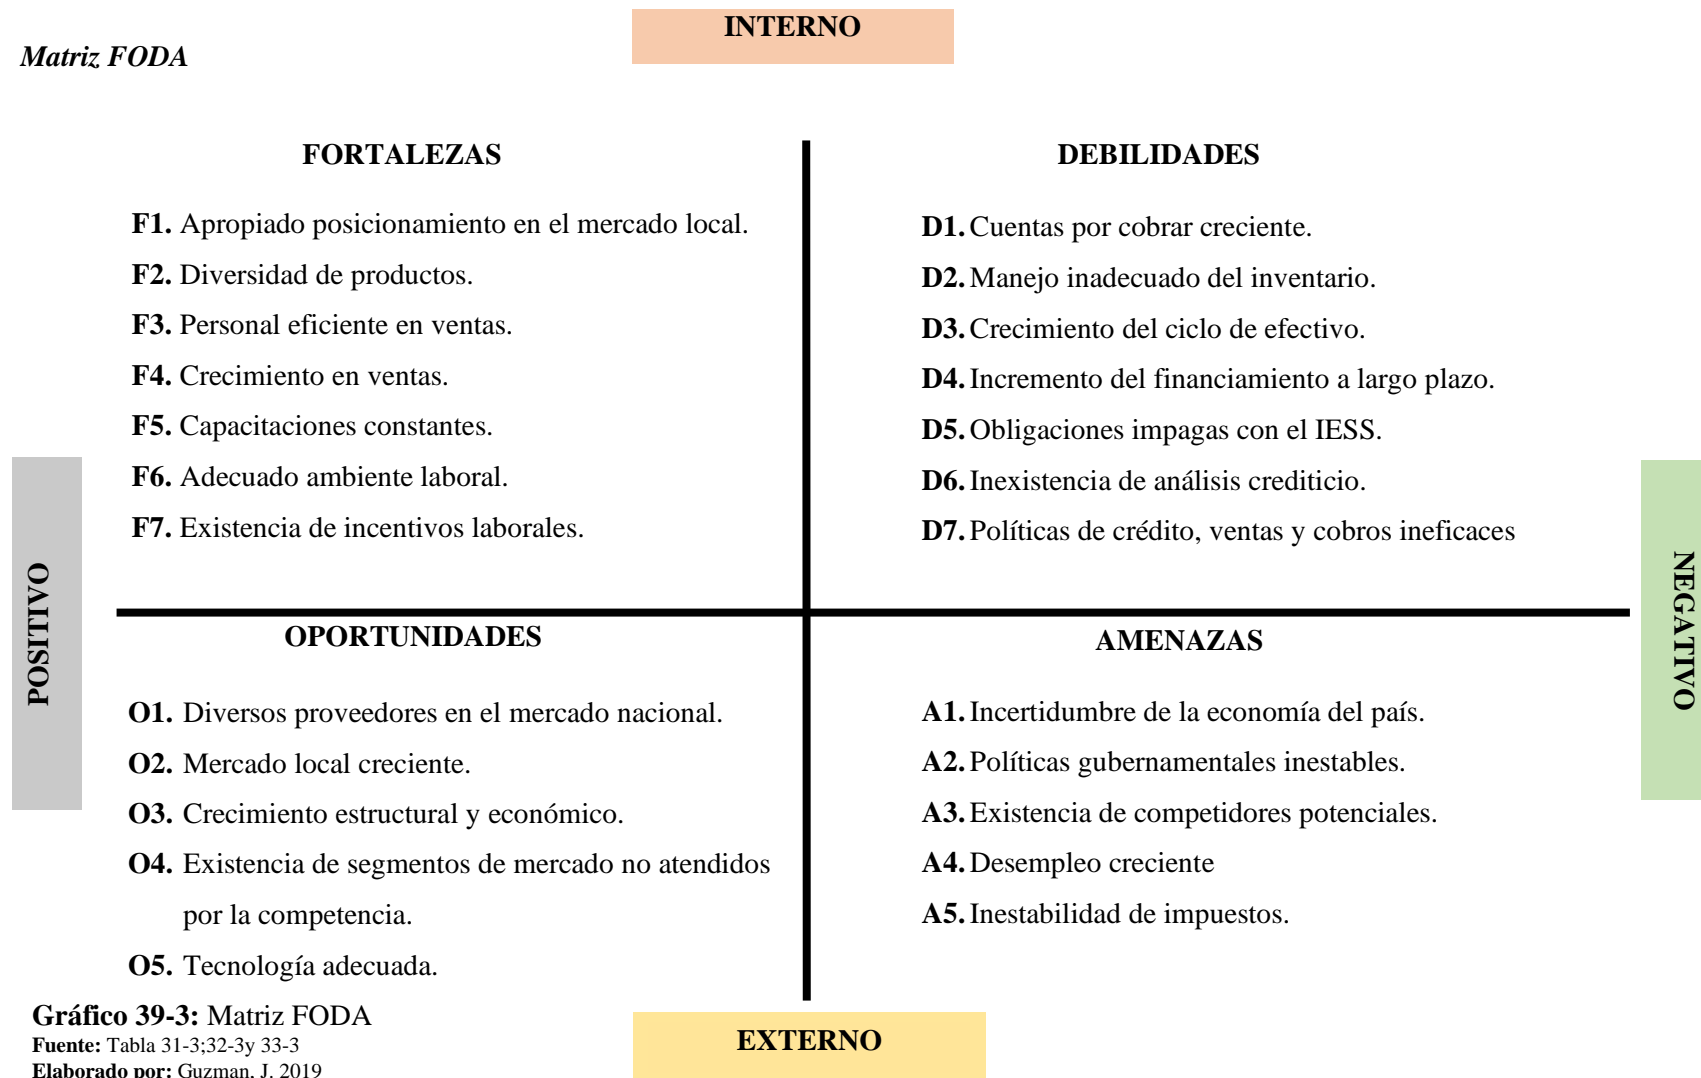 INTERNO
Matriz FODA
FORTALEZAS
F1. Apropiado posicionamiento en el mercado local.
F2. Diversidad de productos.
F3. Personal eficiente en ventas.
F4. Crecimiento en ventas.
F5. Capacitaciones constantes.
F6. Adecuado ambiente laboral.
F7. Existencia de incentivos laborales.
DEBILIDADES
D1. Cuentas por cobrar creciente.
D2. Manejo inadecuado del inventario.
D3. Crecimiento del ciclo de efectivo.
D4. Incremento del financiamiento a largo plazo.
D5. Obligaciones impagas con el IESS.
D6. Inexistencia de análisis crediticio.
D7. Políticas de crédito, ventas y cobros ineficaces
POSITIVO
NEGATIVO
OPORTUNIDADES
O1. Diversos proveedores en el mercado nacional.
O2. Mercado local creciente.
O3. Crecimiento estructural y económico.
O4. Existencia de segmentos de mercado no atendidos
por la competencia.
O5. Tecnología adecuada.
AMENAZAS
A1. Incertidumbre de la economía del país.
A2. Políticas gubernamentales inestables.
A3. Existencia de competidores potenciales.
A4. Desempleo creciente
A5. Inestabilidad de impuestos.
Gráfico 39-3: Matriz FODA
Fuente: Tabla 31-3;32-3y 33-3
Elaborado por: Guzman, J. 2019
EXTERNO